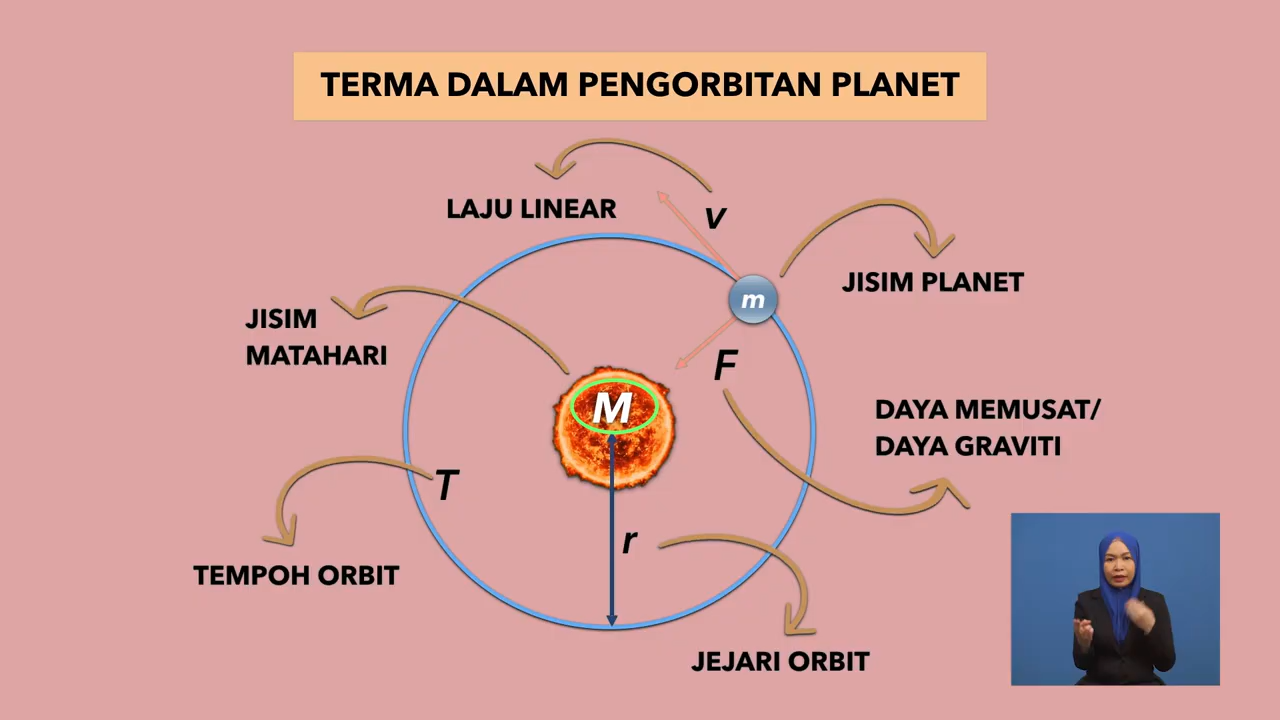 TERMA DALAM PENGORBITAN PLANET
LAJU LINEAR
v
m
JISIM PLANET
JISIM
MATAHARI
F
M
DAYA MEMUSAT/
DAYA GRAVITI
T
r
TEMPOH ORBIT
JEJARI ORBIT